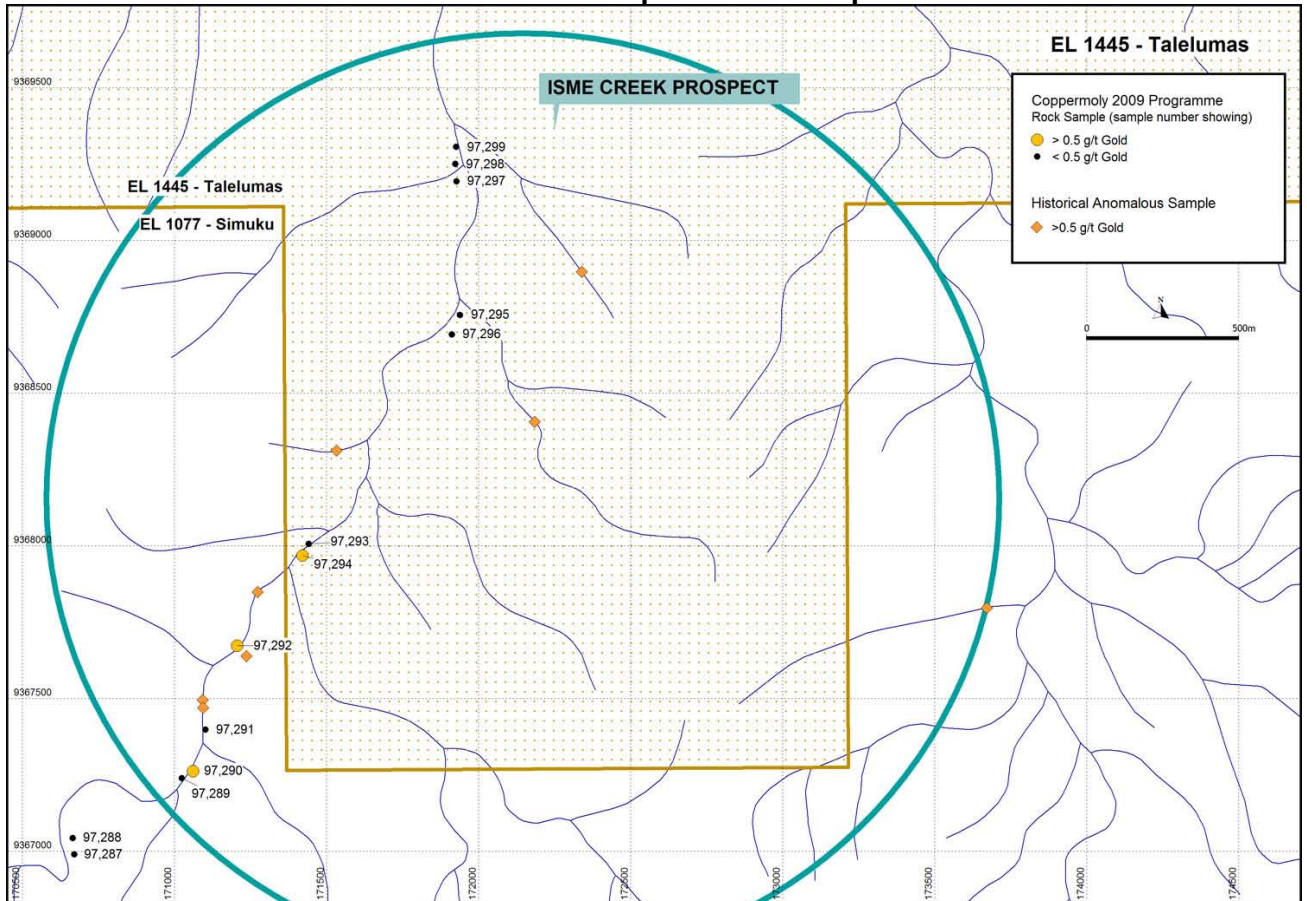 EL 1445 - Talelumas
ISME CREEK PROSPECT
Coppermoly 2009 Programme
Rock Sample (sample number showing)
> 0.5 g/t Gold
< 0.5 g/t Gold
Historical Anomalous Sample
>0.5 g/t Gold
N
0 500m
9369500
97,299
97,298
97,297
EL 1445 - Talelumas
EL 1077 - Simuku
9369000
97,295
97,296
9368500
9368000
97,293
97,294
97,292
9367500
97,291
97,290
97,289
97,288
97,287
9367000
170500
171000
171500
172000
172500
173000
173500
174000
174500